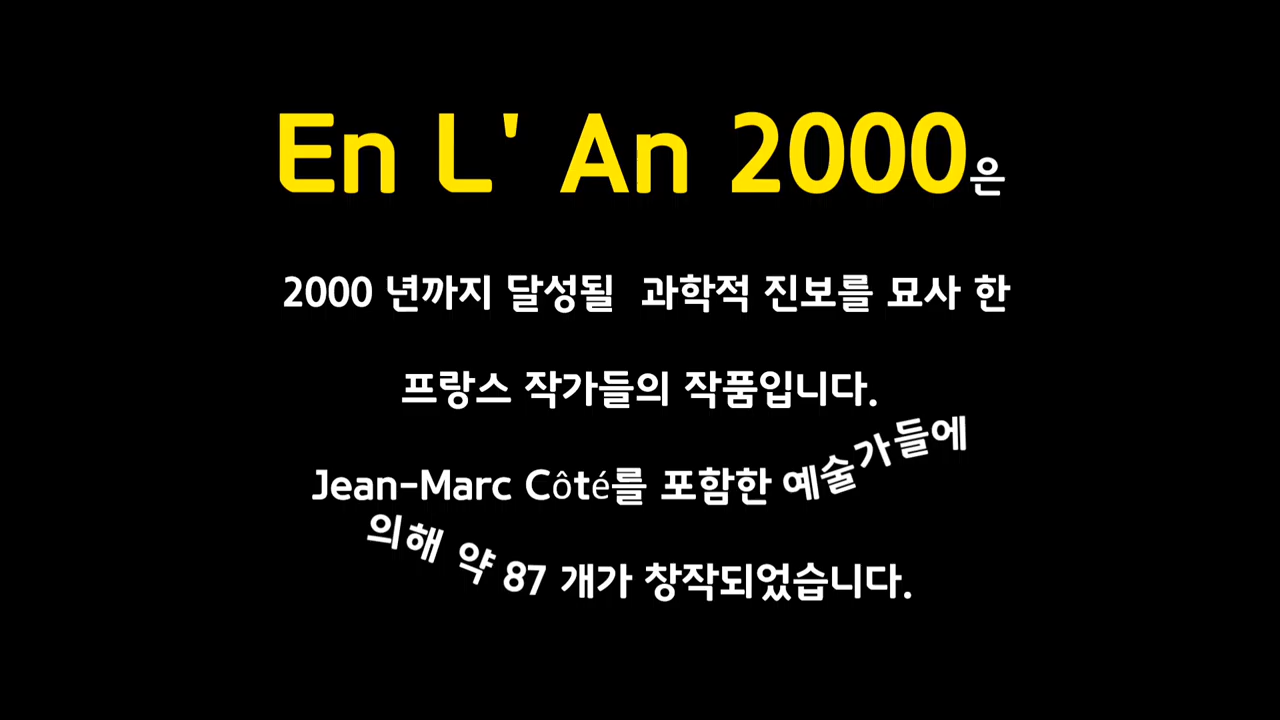 En L' An 2000은
2000 년까지 달성될 과학적 진보를 묘사 한
프랑스 작가들의 작품입니다.
Jean-Marc Côté를 포함한 예술가들에
의해 약 87 개가 창작되었습니다.